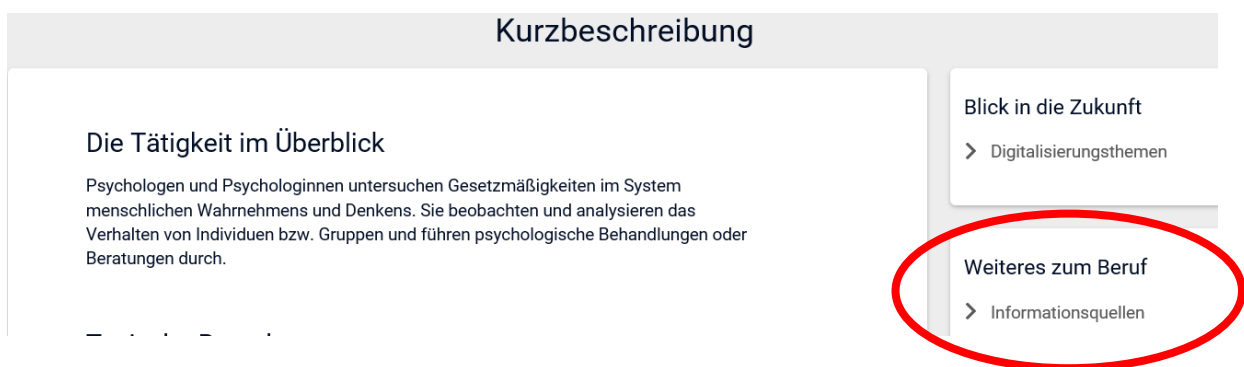 Kurzbeschreibung
Die Tätigkeit im Überblick
Psychologen und Psychologinnen untersuchen Gesetzmäßigkeiten im System
menschlichen Wahrnehmens und Denkens. Sie beobachten und analysieren das
Verhalten von Individuen bzw. Gruppen und führen psychologische Behandlungen oder
Beratungen durch.
Blick in die Zukunft
Digitalisierungsthemen
Weiteres zum Beruf
Informationsquellen